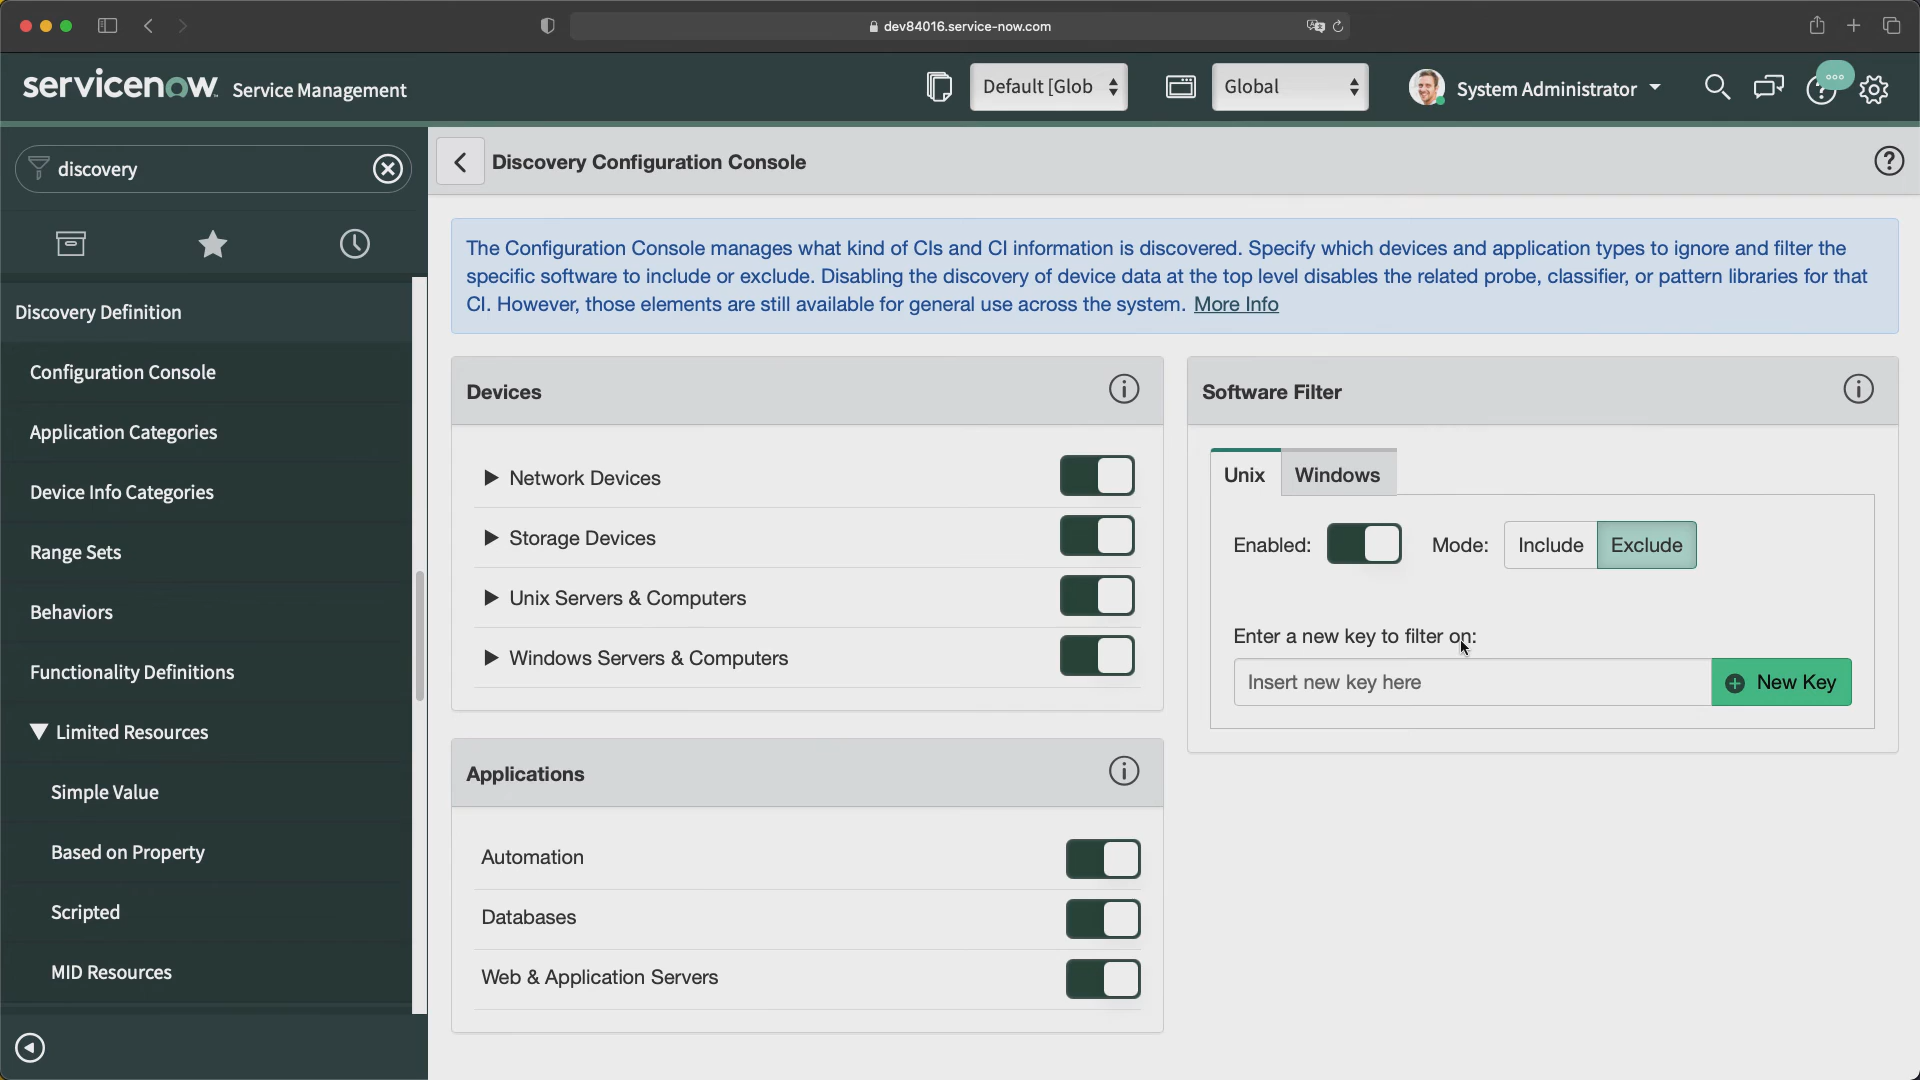 dev84016.service-now.com
servicenow Service Management
Default [Glob
Global
System Administrator
discovery
Discovery Definition
Configuration Console
Application Categories
Device Info Categories
Range Sets
Behaviors
Functionality Definitions
Limited Resources
Simple Value
Based on Property
Scripted
MID Resources
Discovery Configuration Console
The Configuration Console manages what kind of CIs and CI information is discovered. Specify which devices and application types to ignore and filter the
specific software to include or exclude. Disabling the discovery of device data at the top level disables the related probe, classifier, or pattern libraries for that
CI. However, those elements are still available for general use across the system. More Info
Devices
Network Devices
Storage Devices
Unix Servers & Computers
Windows Servers & Computers
Applications
Automation
Databases
Web & Application Servers
Software Filter
Unix Windows
Enabled: Mode: Include Exclude
Enter a new key to filter on:
Insert new key here New Key